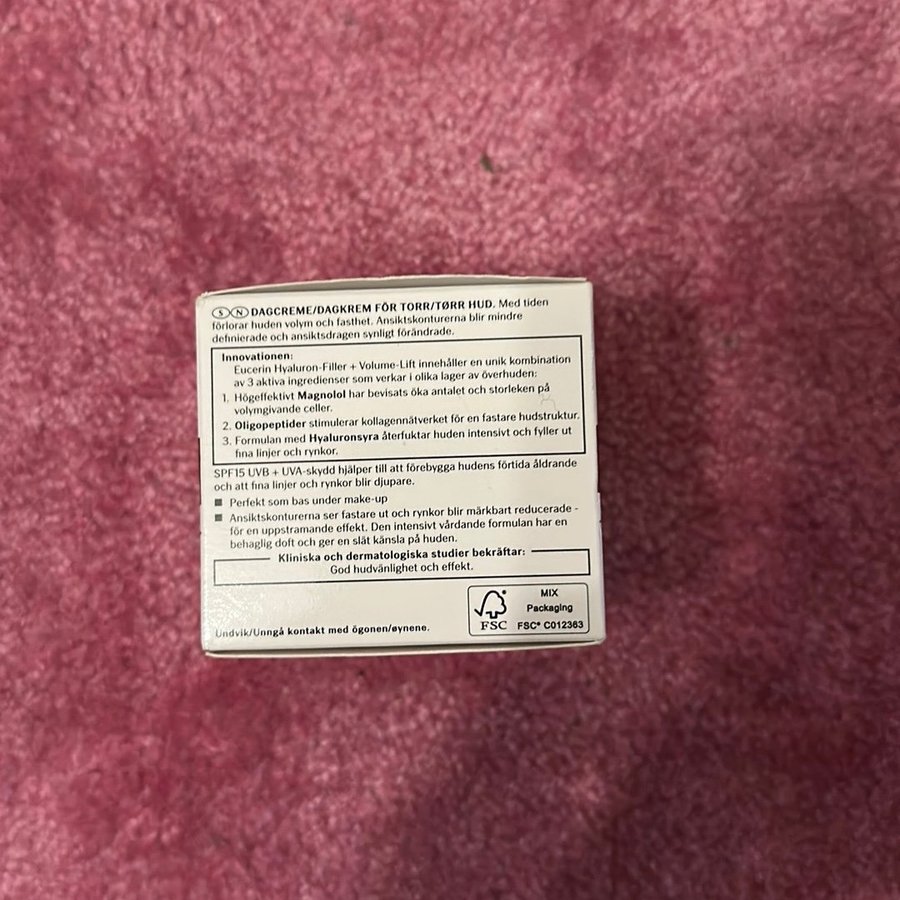 S N DAGCREME/DAGKREM FÖR TORR/TØRR HUD. Med tiden
förlorar huden volym och fasthet. Ansiktskonturerna blir mindre
definierade och ansiktsdragen synligt förändrade.
Innovationen:
Eucerin Hyaluron-Filler + Volume-Lift innehåller en unik kombination
av 3 aktiva ingredienser som verkar i olika lager av överhuden:
1. Högeffektivt Magnolol har bevisats öka antalet och storleken på
volymgivande celler.
2. Oligopeptider stimulerar kollagennätverket för en fastare hudstruktur.
3. Formulan med Hyaluronsyra återfuktar huden intensivt och fyller ut
fina linjer och rynkor.
SPF15 UVB + UVA-skydd hjälper till att förebygga hudens förtida åldrande
och att fina linjer och rynkor blir djupare.
■ Perfekt som bas under make-up
■ Ansiktskonturerna ser fastare ut och rynkor blir märkbart reducerade -
för en uppstramande effekt. Den intensivt vårdande formulan har en
behaglig doft och ger en slät känsla på huden.
Kliniska och dermatologiska studier bekräftar:
God hudvänlighet och effekt.
Undvik/Unngå kontakt med ögonen/øynene.
FSC
MIX
Packaging
FSC® C012363